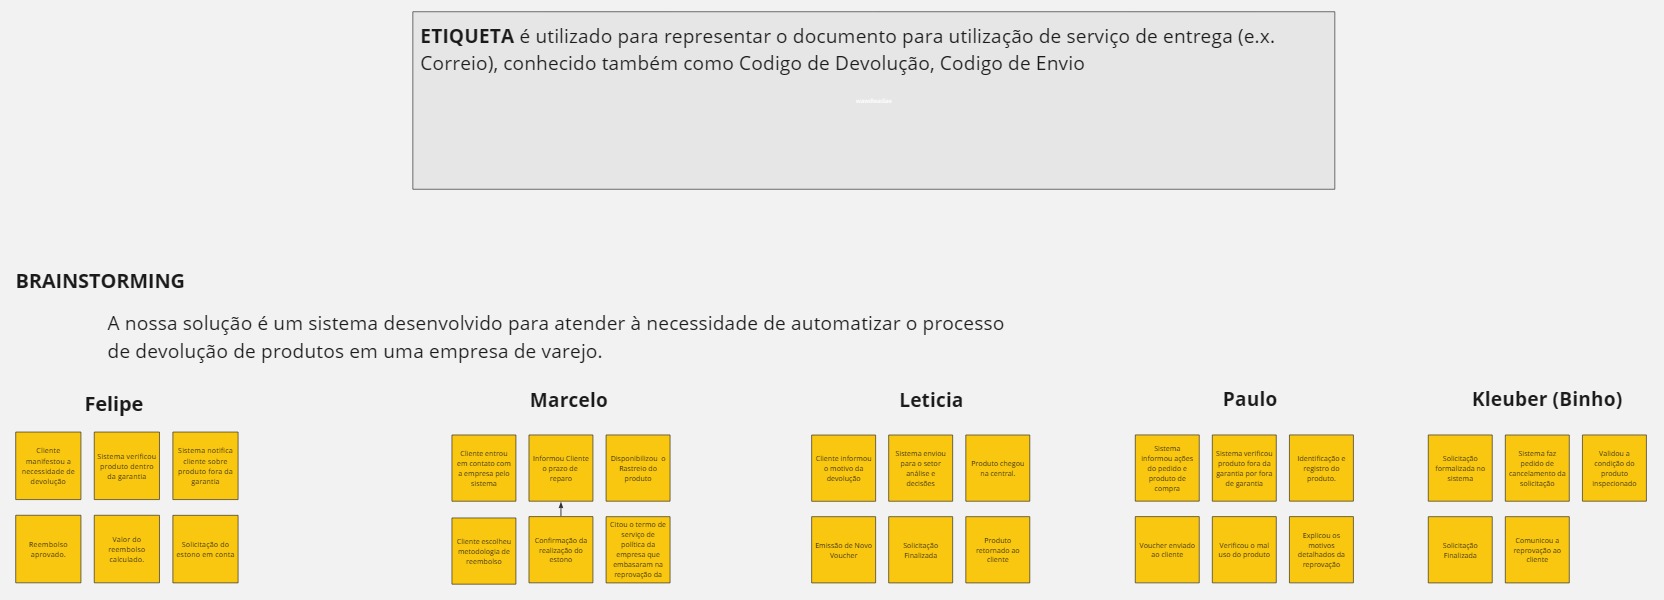 ETIQUETA é utilizado para representar o documento para utilização de serviço de entrega (e.x.
Correio), conhecido também como Codigo de Devolução, Codigo de Envio
BRAINSTORMING
A nossa solução é um sistema desenvolvido para atender à necessidade de automatizar o processo
de devolução de produtos em uma empresa de varejo.
Felipe
Cliente
manifestou a
necessidade de
devolução
Sistema verificou
produto dentro
da garantia
Sistema notifica
cliente sobre
produto fora da
garantia
Reembolso
aprovado.
Valor do
reembolso
calculado.
Solicitação do
estono em conta
Marcelo
Cliente entrou
em contato com
a empresa pelo
sistema
Informou Cliente
o prazo de
reparo
Disponibilizou o
Rastreio do
produto
Cliente escolheu
metodologia de
reembolso
Confirmação da
realização do
estono
Citou o termo de
serviço de
política da
empresa que
embasaram na
reprovação da
Leticia
Cliente informou
o motivo da
devolução
Sistema enviou
para o setor
análise e
decisões
Produto chegou
na central.
Emissão de Novo
Voucher
Solicitação
Finalizada
Produto
retornado ao
cliente
Paulo
Sistema
informou ações
do pedido e
produto de
compra
Sistema verificou
produto fora da
garantia por fora
de garantia
Identificação e
registro do
produto.
Voucher enviado
ao cliente
Verificou o mal
uso do produto
Explicou os
motivos
detalhados da
reprovação
Kleuber (Binho)
Solicitação
formalizada no
sistema
Sistema faz
pedido de
cancelamento da
solicitação
Validou a
condição do
produto
inspecionado
Solicitação
Finalizada
Comunicou a
reprovação ao
cliente